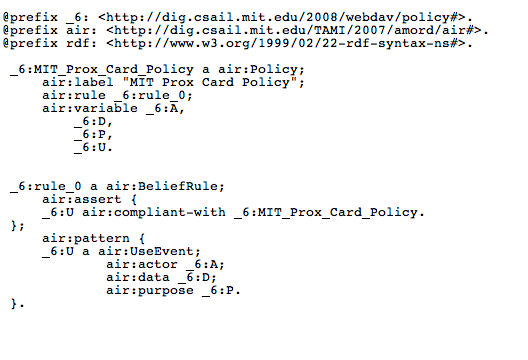 @prefix _6: <http://dig.csail.mit.edu/2008/webdav/policy#>.
@prefix air: <http://dig.csail.mit.edu/TAMI/2007/amord/air#>.
@prefix rdf: <http://www.w3.org/1999/02/22-rdf-syntax-ns#>.
_6:MIT_Prox_Card_Policy a air:Policy;
air:label "MIT Prox Card Policy";
air:rule _6:rule_0;
air:variable _6:A,
_6:D,
_6:P,
_6:U.
_6:rule_0 a air:BeliefRule;
air:assert {
_6:U air:compliant-with _6:MIT_Prox_Card_Policy.
};
air:pattern {
_6:U a air:UseEvent;
air:actor _6:A;
air:data _6:D;
air:purpose _6:P.
}.